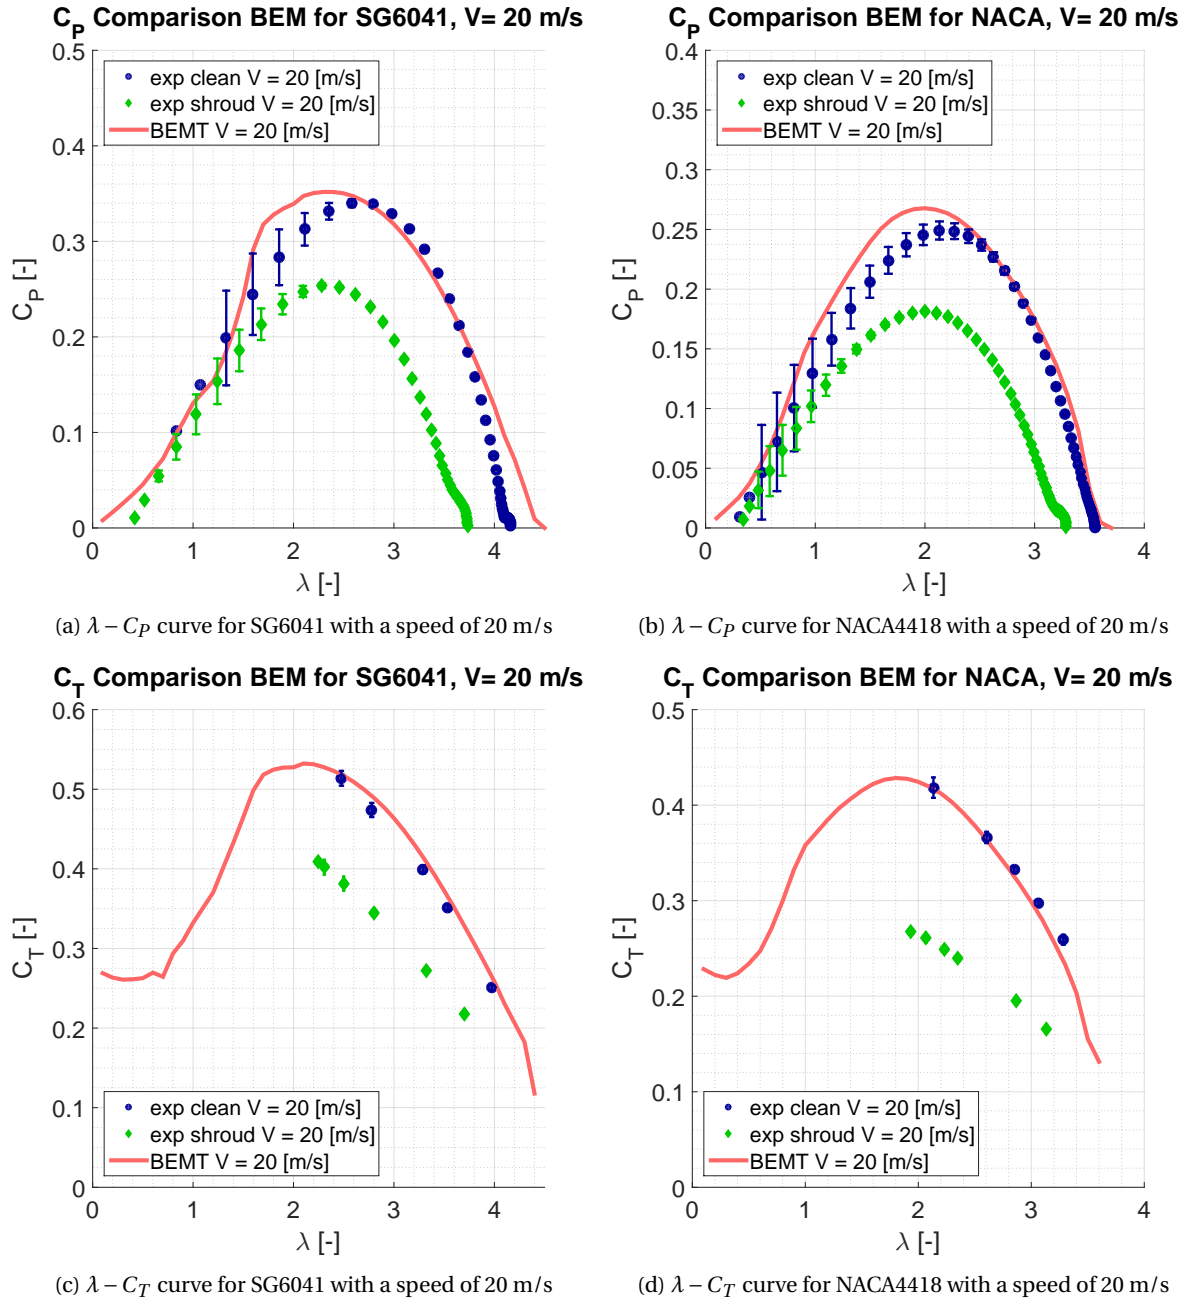 C_P Comparison BEM for SG6041, V= 20 m/s
0.5
0.4
0.3
0.2
0.1
0
C_P [-]
exp clean V = 20 [m/s]
exp shroud V = 20 [m/s]
BEMT V = 20 [m/s]
0 1 2 3 4
λ [-]
(a) λ – C_P curve for SG6041 with a speed of 20 m/s
C_P Comparison BEM for NACA, V= 20 m/s
0.4
0.35
0.3
0.25
0.2
0.15
0.1
0.05
0
C_P [-]
exp clean V = 20 [m/s]
exp shroud V = 20 [m/s]
BEMT V = 20 [m/s]
0 1 2 3 4
λ [-]
(b) λ – C_P curve for NACA4418 with a speed of 20 m/s
C_T Comparison BEM for SG6041, V= 20 m/s
0.6
0.5
0.4
0.3
0.2
0.1
0
C_T [-]
exp clean V = 20 [m/s]
exp shroud V = 20 [m/s]
BEMT V = 20 [m/s]
0 1 2 3 4
λ [-]
(c) λ – C_T curve for SG6041 with a speed of 20 m/s
C_T Comparison BEM for NACA, V= 20 m/s
0.5
0.4
0.3
0.2
0.1
0
C_T [-]
exp clean V = 20 [m/s]
exp shroud V = 20 [m/s]
BEMT V = 20 [m/s]
0 1 2 3 4
λ [-]
(d) λ – C_T curve for NACA4418 with a speed of 20 m/s